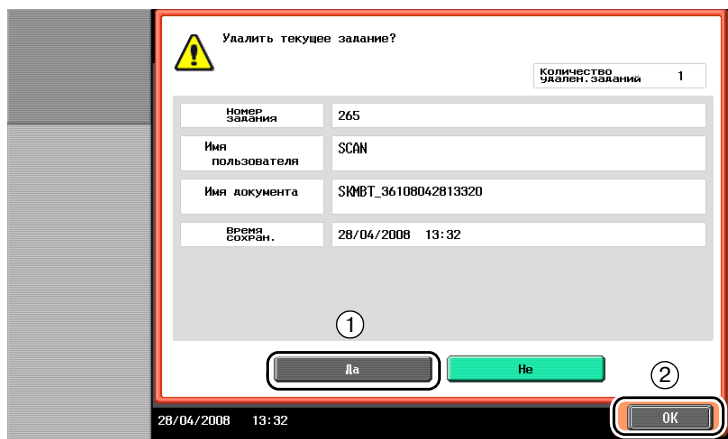 Удалить текущее задание?
Количество
удален.заданий 1
Номер
задания
265
Имя
пользователя
SCAN
Имя документа
SKMBT_36108042813320
Время
сохран.
28/04/2008 13:32
1
Да
Не
2
28/04/2008 13:32
OK